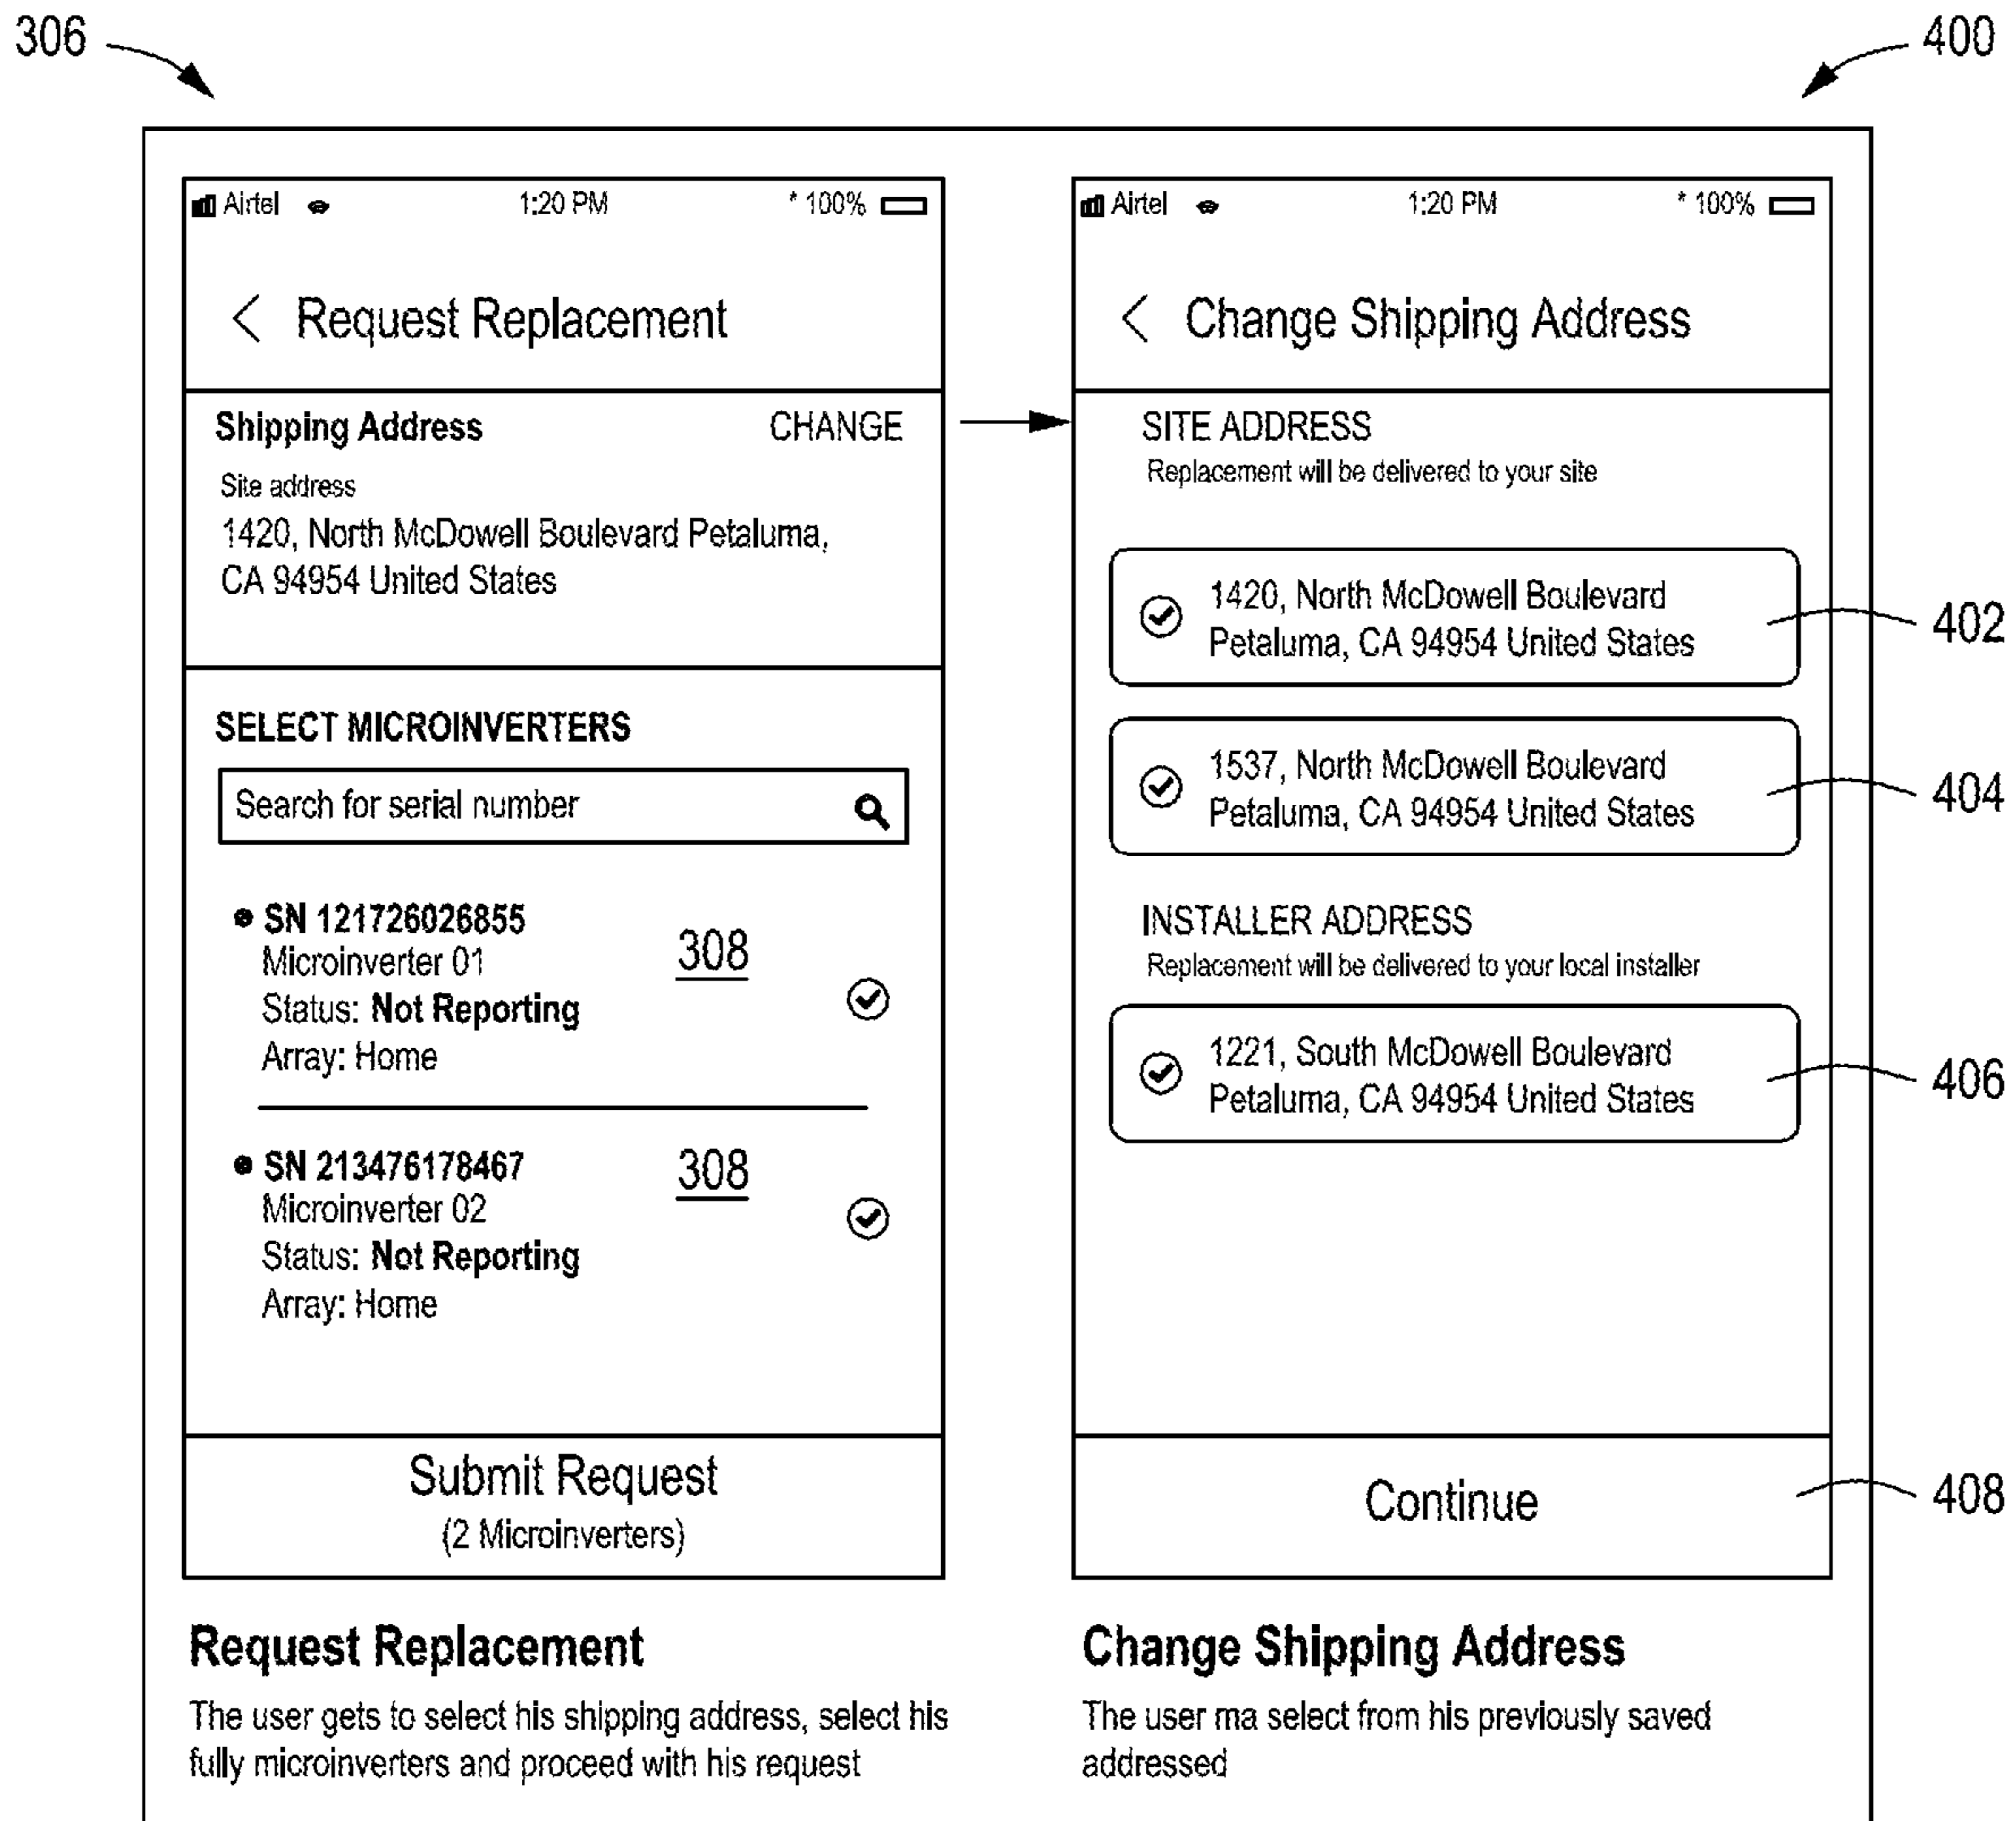 306
400
Airtel 1:20 PM * 100%
< Request Replacement
Shipping Address CHANGE
Site address
1420, North McDowell Boulevard Petaluma,
CA 94954 United States
SELECT MICROINVERTERS
Search for serial number
SN 121726026855
308
Microinverter 01
Status: Not Reporting
Array: Home
SN 213476178467
308
Microinverter 02
Status: Not Reporting
Array: Home
Submit Request
(2 Microinverters)
Request Replacement
The user gets to select his shipping address, select his
fully microinverters and proceed with his request
Airtel 1:20 PM * 100%
< Change Shipping Address
SITE ADDRESS
Replacement will be delivered to your site
1420, North McDowell Boulevard
Petaluma, CA 94954 United States
402
1537, North McDowell Boulevard
Petaluma, CA 94954 United States
404
INSTALLER ADDRESS
Replacement will be delivered to your local installer
1221, South McDowell Boulevard
Petaluma, CA 94954 United States
406
Continue
408
Change Shipping Address
The user ma select from his previously saved
addressed